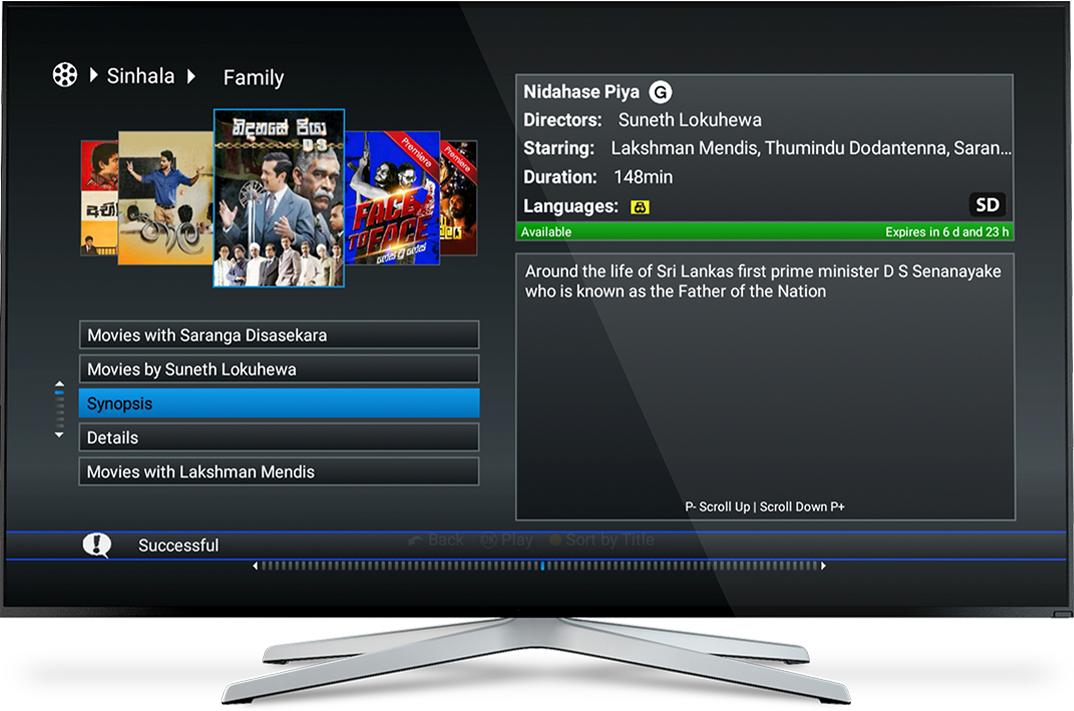 Sinhala
Family
Nidahase Piya G
Directors: Suneth Lokuhewa
Starring: Lakshman Mendis, Thumindu Dodantenna, Saran...
Duration: 148min
Languages:
SD
Available
Expires in 6 d and 23 h
Around the life of Sri Lankas first prime minister D S Senanayake
who is known as the Father of the Nation
P- Scroll Up | Scroll Down P+
නිදහසේ පියා
D S
තාල
Premiere
FACE
TO FACE
Premiere
Movies with Saranga Disasekara
Movies by Suneth Lokuhewa
Synopsis
Details
Movies with Lakshman Mendis
Successful
Back
OK Play
Sort by Title